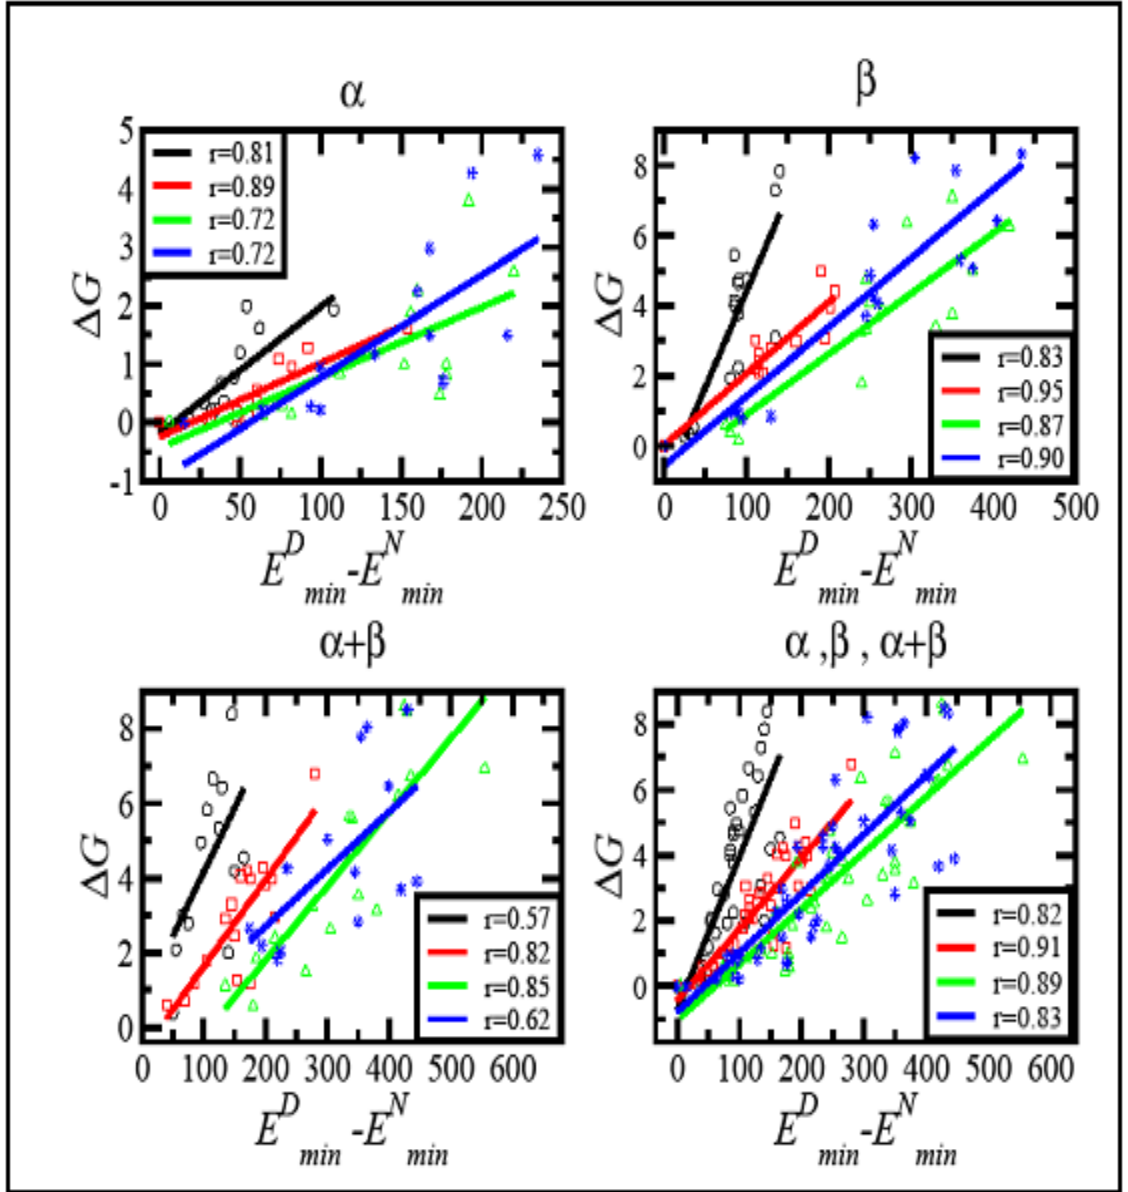 α
5
4
3
2
1
0
-1
ΔG
r=0.81
r=0.89
r=0.72
r=0.72
0 50 100 150 200 250
E^D_min-E^N_min
β
8
6
4
2
0
ΔG
r=0.83
r=0.95
r=0.87
r=0.90
0 100 200 300 400 500
E^D_min-E^N_min
α+β
8
6
4
2
0
ΔG
r=0.57
r=0.82
r=0.85
r=0.62
0 100 200 300 400 500 600
E^D_min-E^N_min
α ,β , α+β
8
6
4
2
0
ΔG
r=0.82
r=0.91
r=0.89
r=0.83
0 100 200 300 400 500 600
E^D_min-E^N_min